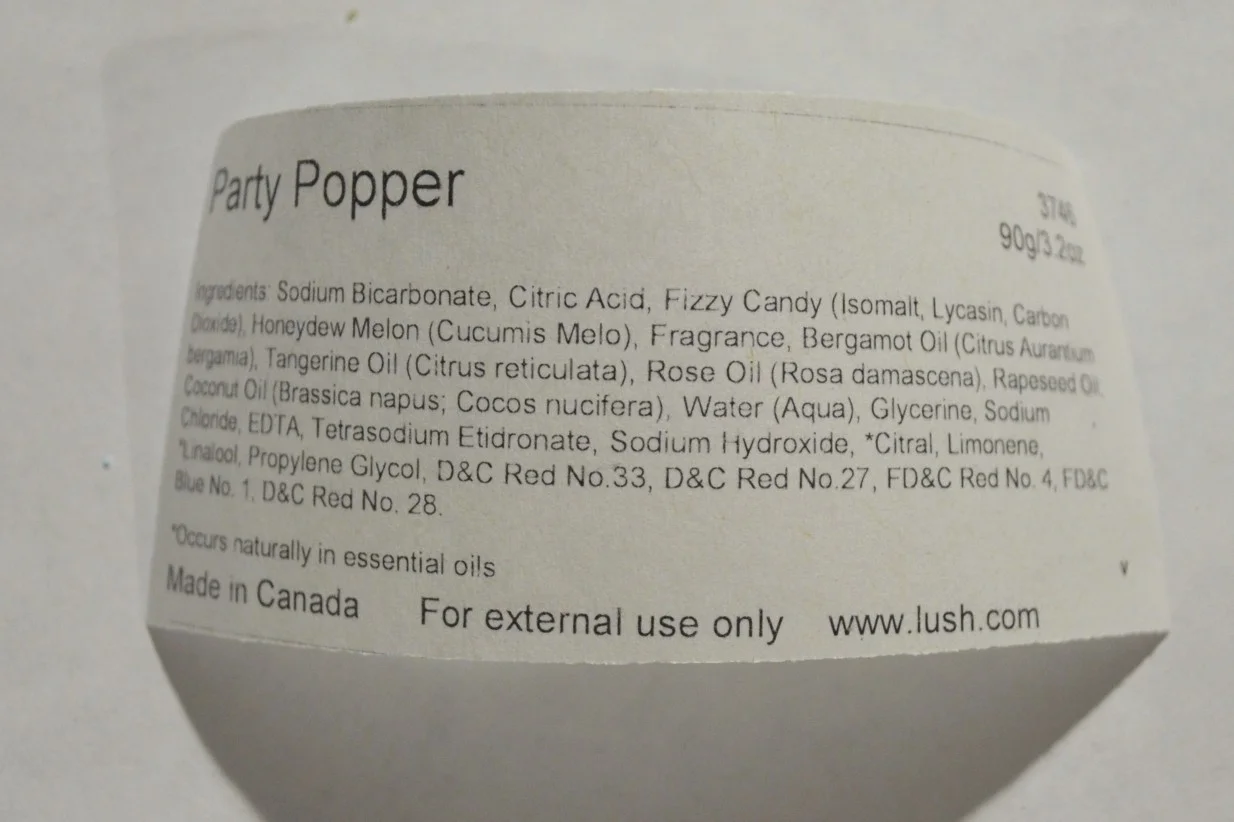 Party Popper
3746
90g/3.2oz
Ingredients: Sodium Bicarbonate, Citric Acid, Fizzy Candy (Isomalt, Lycasin, Carbon
Dioxide), Honeydew Melon (Cucumis Melo), Fragrance, Bergamot Oil (Citrus Aurantium
bergamia), Tangerine Oil (Citrus reticulata), Rose Oil (Rosa damascena), Rapeseed Oil;
Coconut Oil (Brassica napus; Cocos nucifera), Water (Aqua), Glycerine, Sodium
Chloride, EDTA, Tetrasodium Etidronate, Sodium Hydroxide, *Citral, Limonene,
*Linalool, Propylene Glycol, D&C Red No.33, D&C Red No.27, FD&C Red No. 4, FD&C
Blue No. 1, D&C Red No. 28.
*Occurs naturally in essential oils
v
Made in Canada For external use only www.lush.com